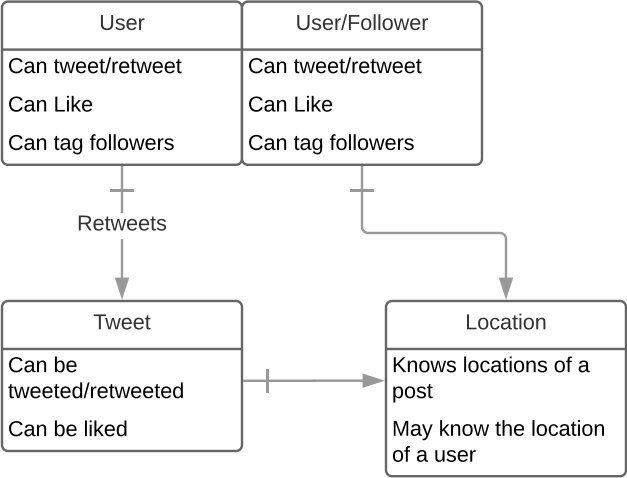 User
Can tweet/retweet
Can Like
Can tag followers
User/Follower
Can tweet/retweet
Can Like
Can tag followers
Retweets
Tweet
Can be
tweeted/retweeted
Can be liked
Location
Knows locations of a
post
May know the location
of a user